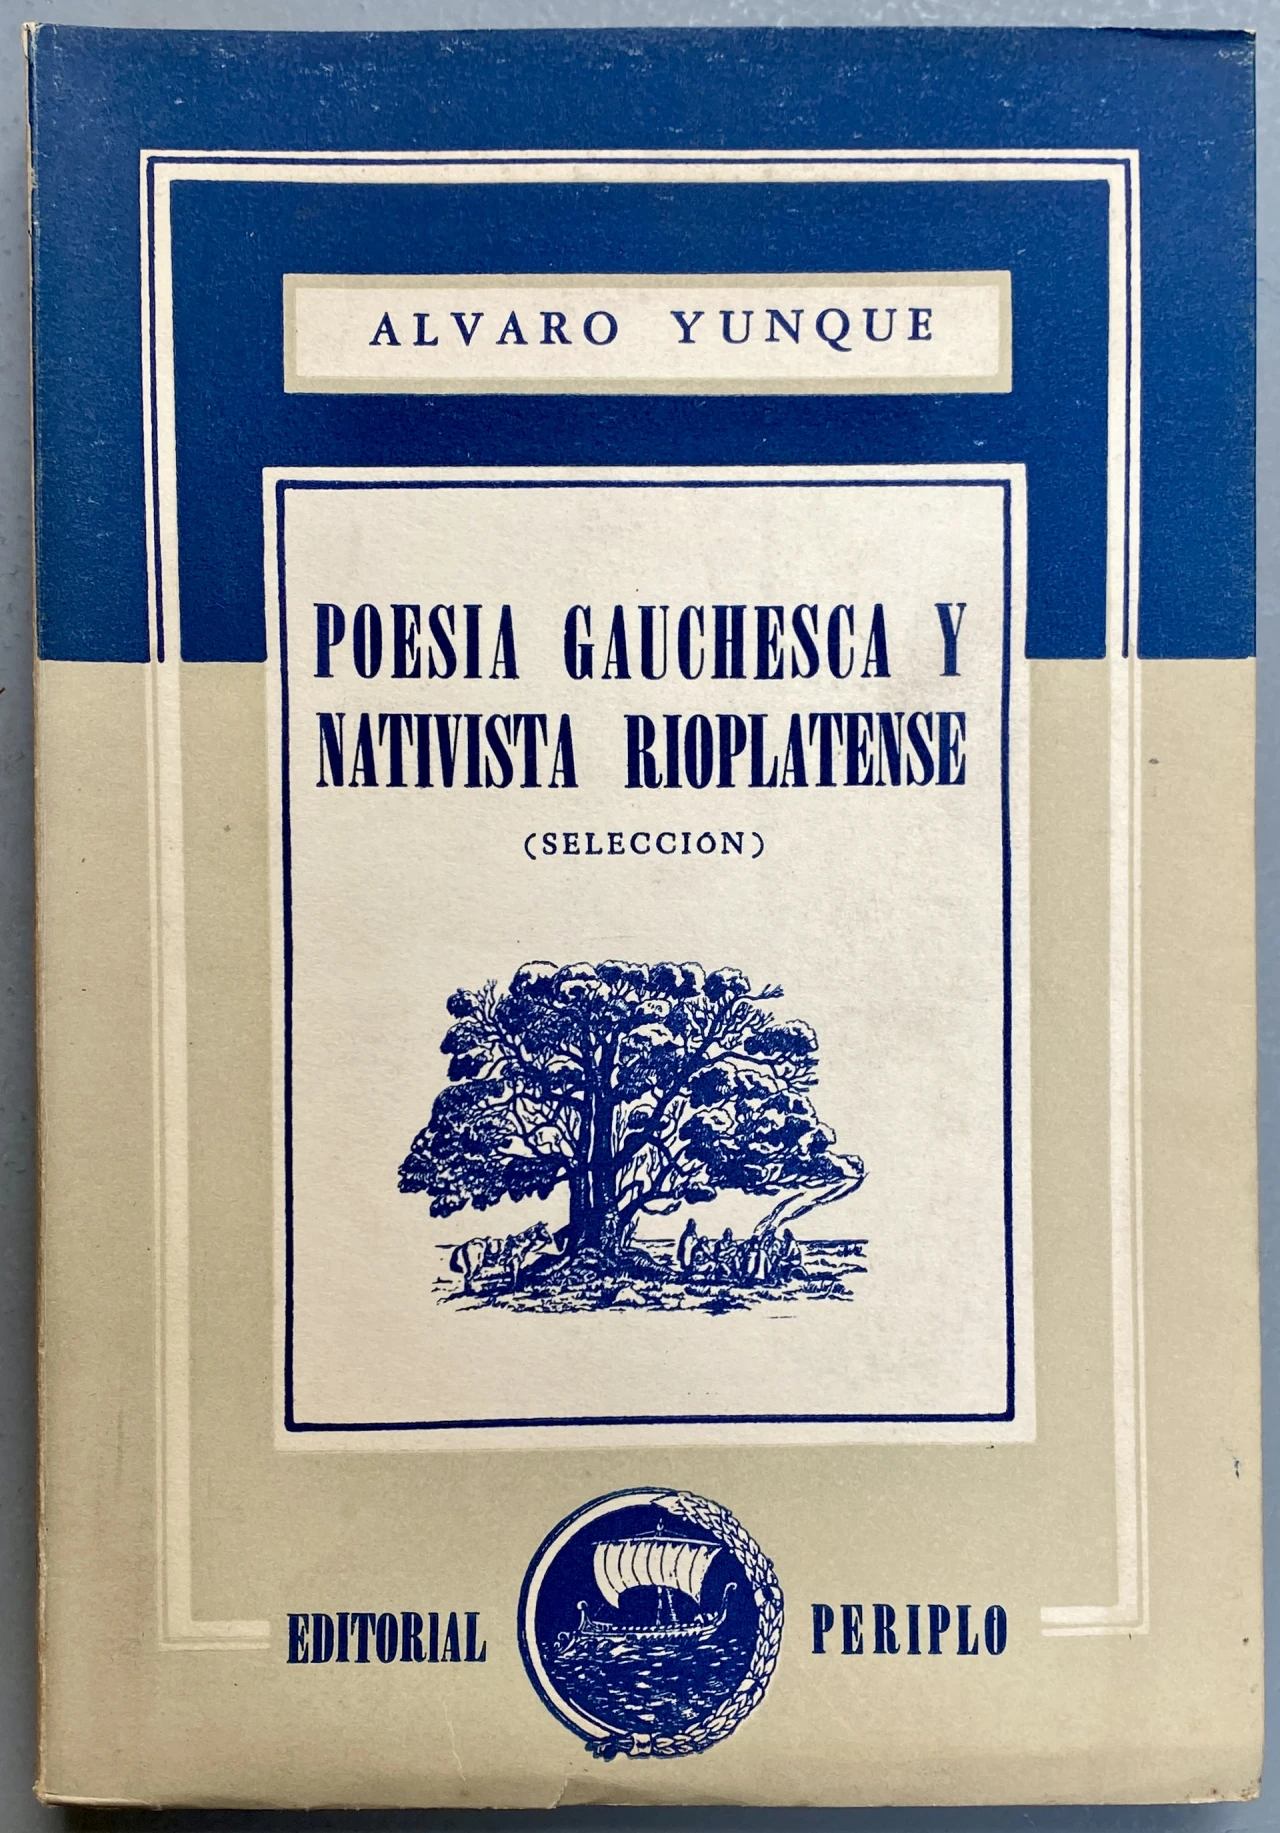 ALVARO YUNQUE
POESIA GAUCHESCA Y
NATIVISTA RIOPLATENSE
(SELECCIÓN)
EDITORIAL PERIPLO